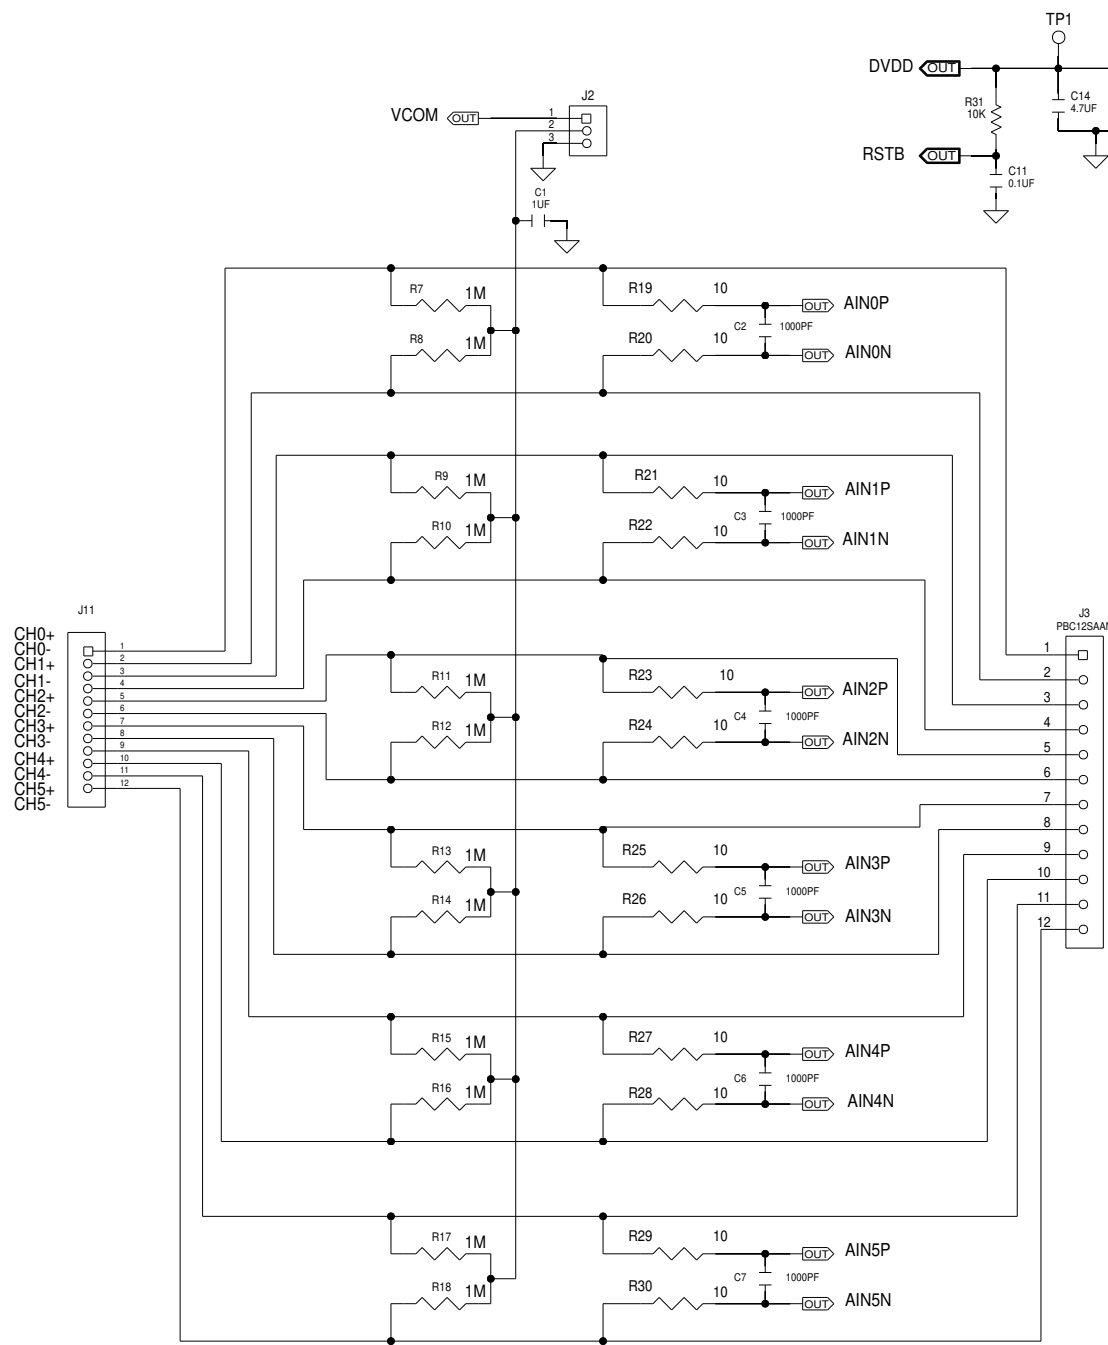 TP1
DVDD OUT
R31
10K
C14
4.7UF
RSTB OUT
C11
0.1UF
J2
VCOM OUT
1
2
3
C1
1UF
R7 1M
R8 1M
R19 10
R20 10
C2 1000PF
OUT AIN0P
OUT AIN0N
R9 1M
R10 1M
R21 10
R22 10
C3 1000PF
OUT AIN1P
OUT AIN1N
J11
CH0+
CH0-
CH1+
CH1-
CH2+
CH2-
CH3+
CH3-
CH4+
CH4-
CH5+
CH5-
1
2
3
4
5
6
7
8
9
10
11
12
R11 1M
R12 1M
R23 10
R24 10
C4 1000PF
OUT AIN2P
OUT AIN2N
J3
1
2
3
4
5
6
7
8
9
10
11
12
R13 1M
R14 1M
R25 10
R26 10
C5 1000PF
OUT AIN3P
OUT AIN3N
R15 1M
R16 1M
R27 10
R28 10
C6 1000PF
OUT AIN4P
OUT AIN4N
R17 1M
R18 1M
R29 10
R30 10
C7 1000PF
OUT AIN5P
OUT AIN5N